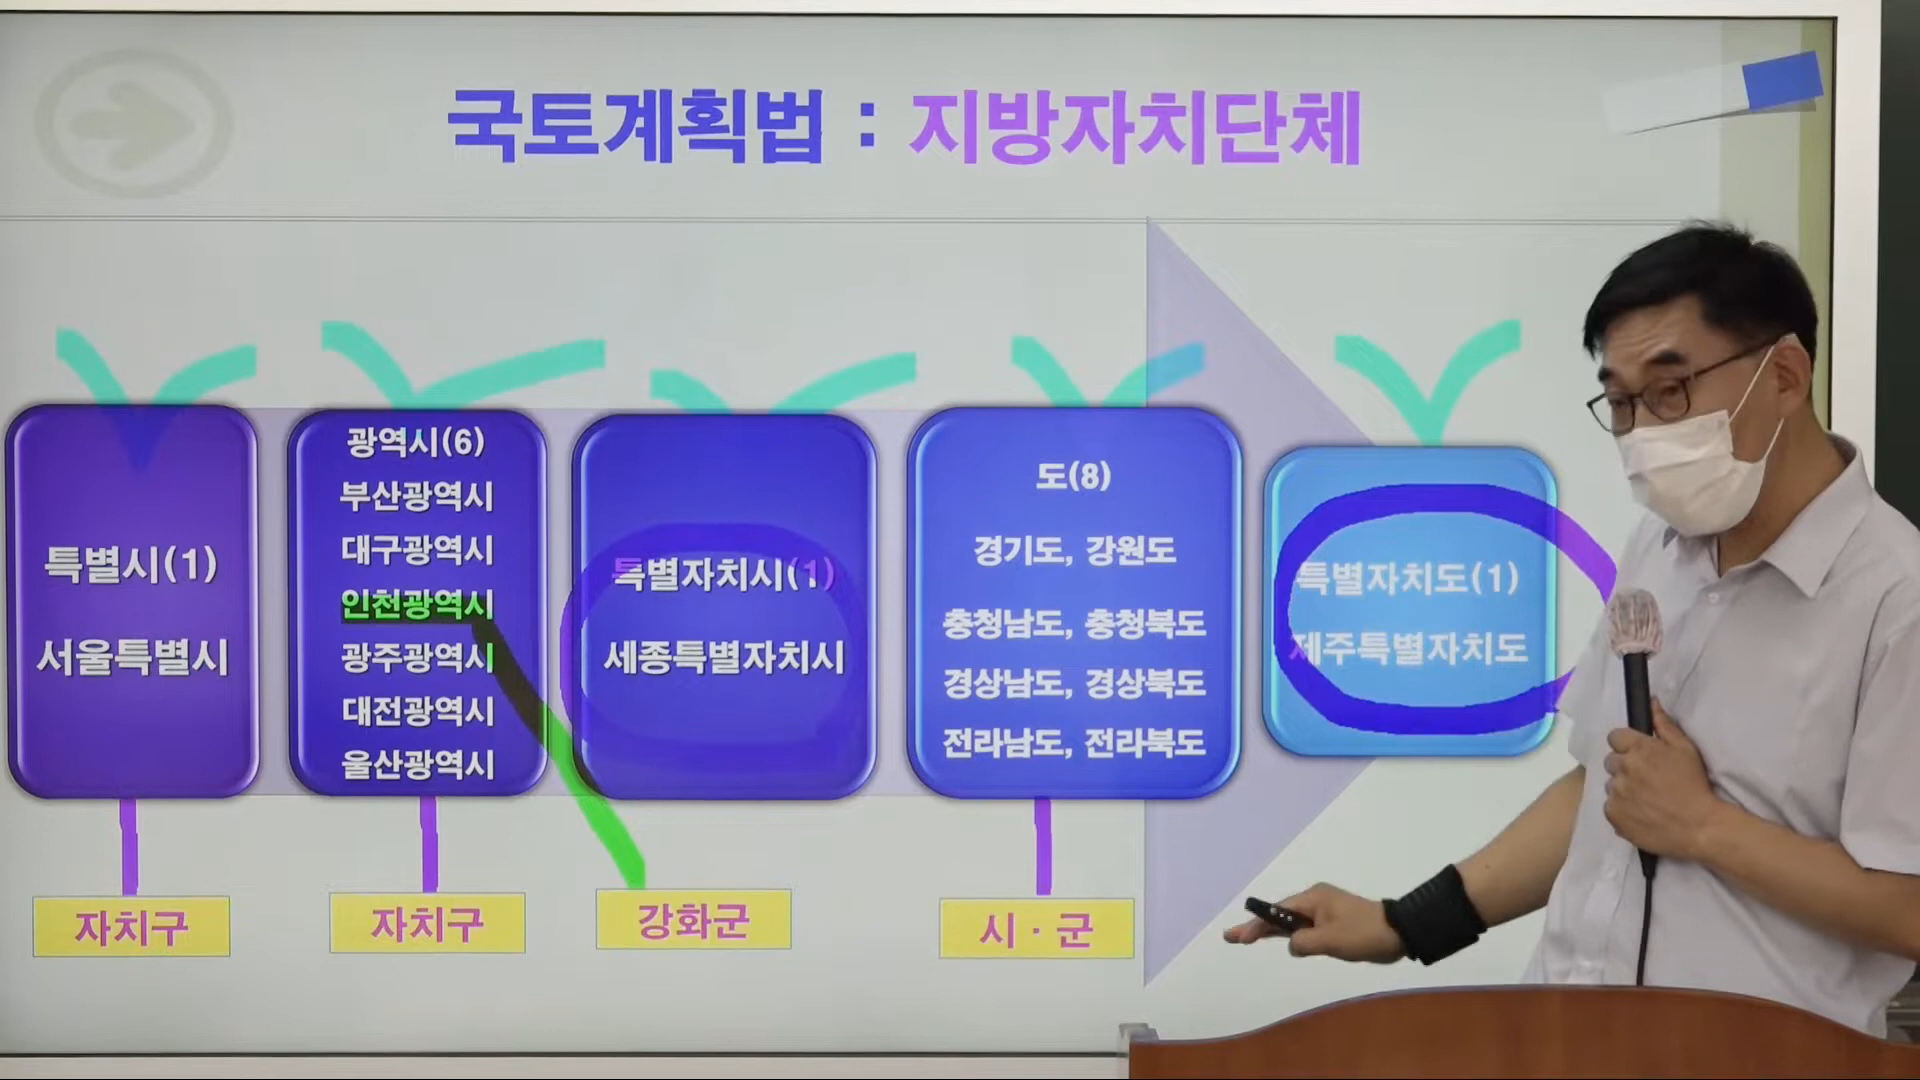 국토계획법 : 지방자치단체
특별시(1)
서울특별시
광역시(6)
부산광역시
대구광역시
인천광역시
광주광역시
대전광역시
울산광역시
특별자치시(1)
세종특별자치시
도(8)
경기도, 강원도
충청남도, 충청북도
경상남도, 경상북도
전라남도, 전라북도
특별자치도(1)
제주특별자치도
자치구
자치구
강화군
시 · 군